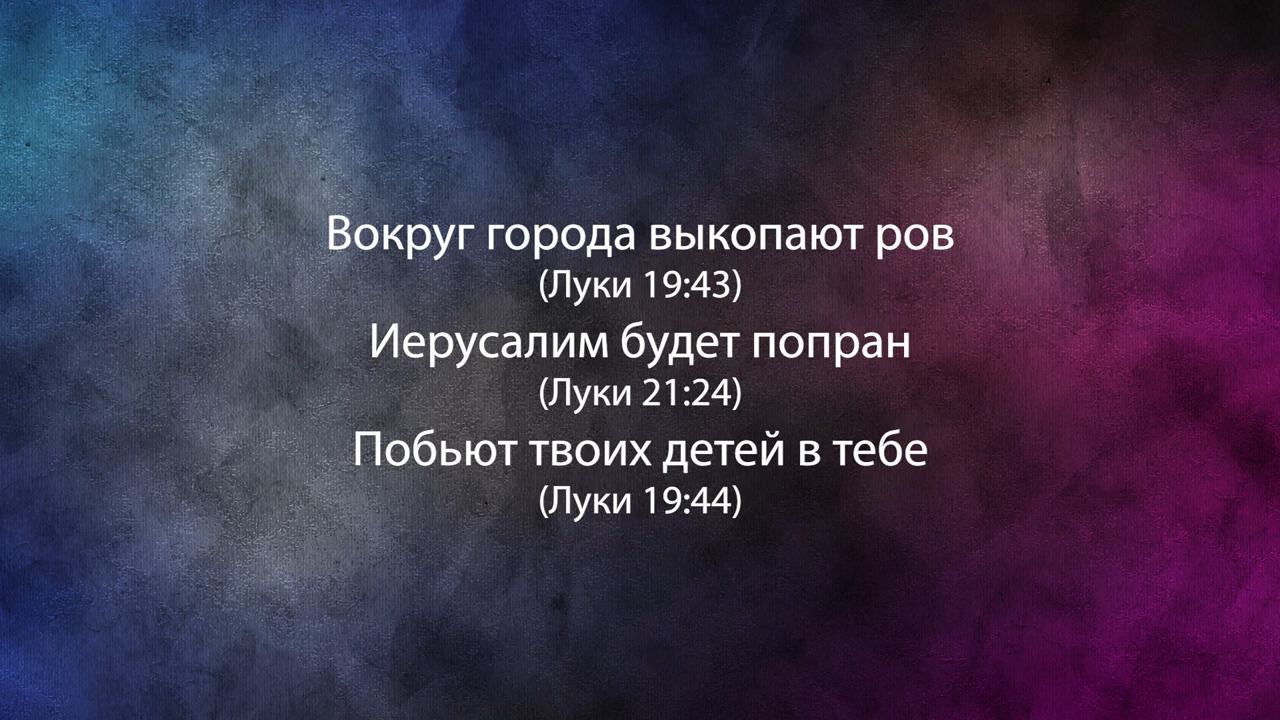 Вокруг города выкопают ров
(Луки 19:43)
Иерусалим будет попран
(Луки 21:24)
Побьют твоих детей в тебе
(Луки 19:44)